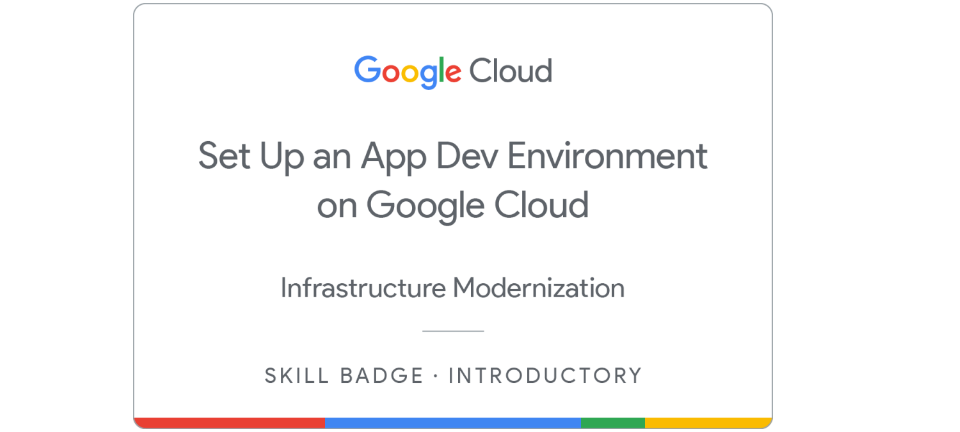 Google Cloud
Set Up an App Dev Environment
on Google Cloud
Infrastructure Modernization
SKILL BADGE · INTRODUCTORY